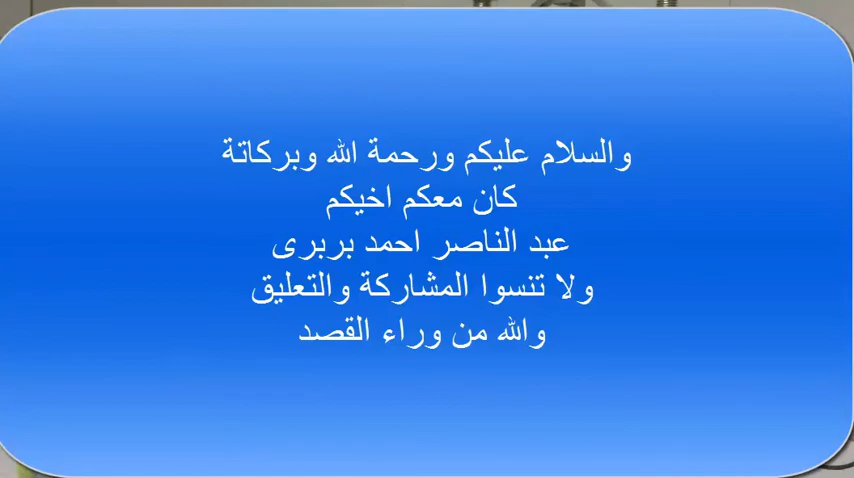 والسلام عليكم ورحمة الله وبركاتة
كان معكم اخيكم
عبد الناصر احمد بربرى
ولا تنسوا المشاركة والتعليق
والله من وراء القصد